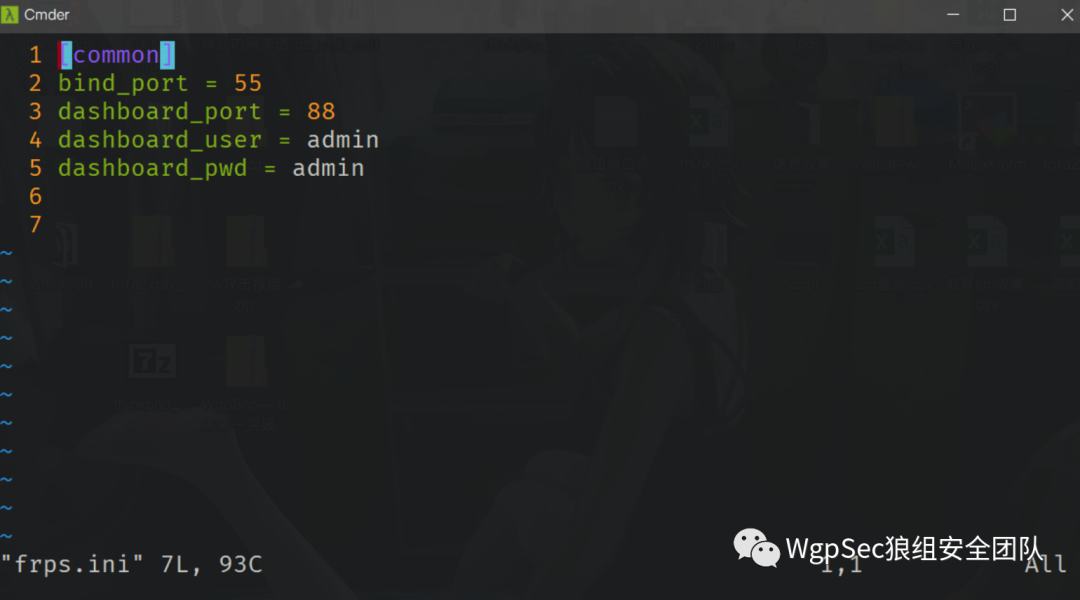 Cmder
1 [common]
2 bind_port = 55
3 dashboard_port = 88
4 dashboard_user = admin
5 dashboard_pwd = admin
6
7
~
~
~
~
~
~
~
~
~
~
~
"frps.ini" 7L, 93C 1,1 All
WgpSec狼组安全团队